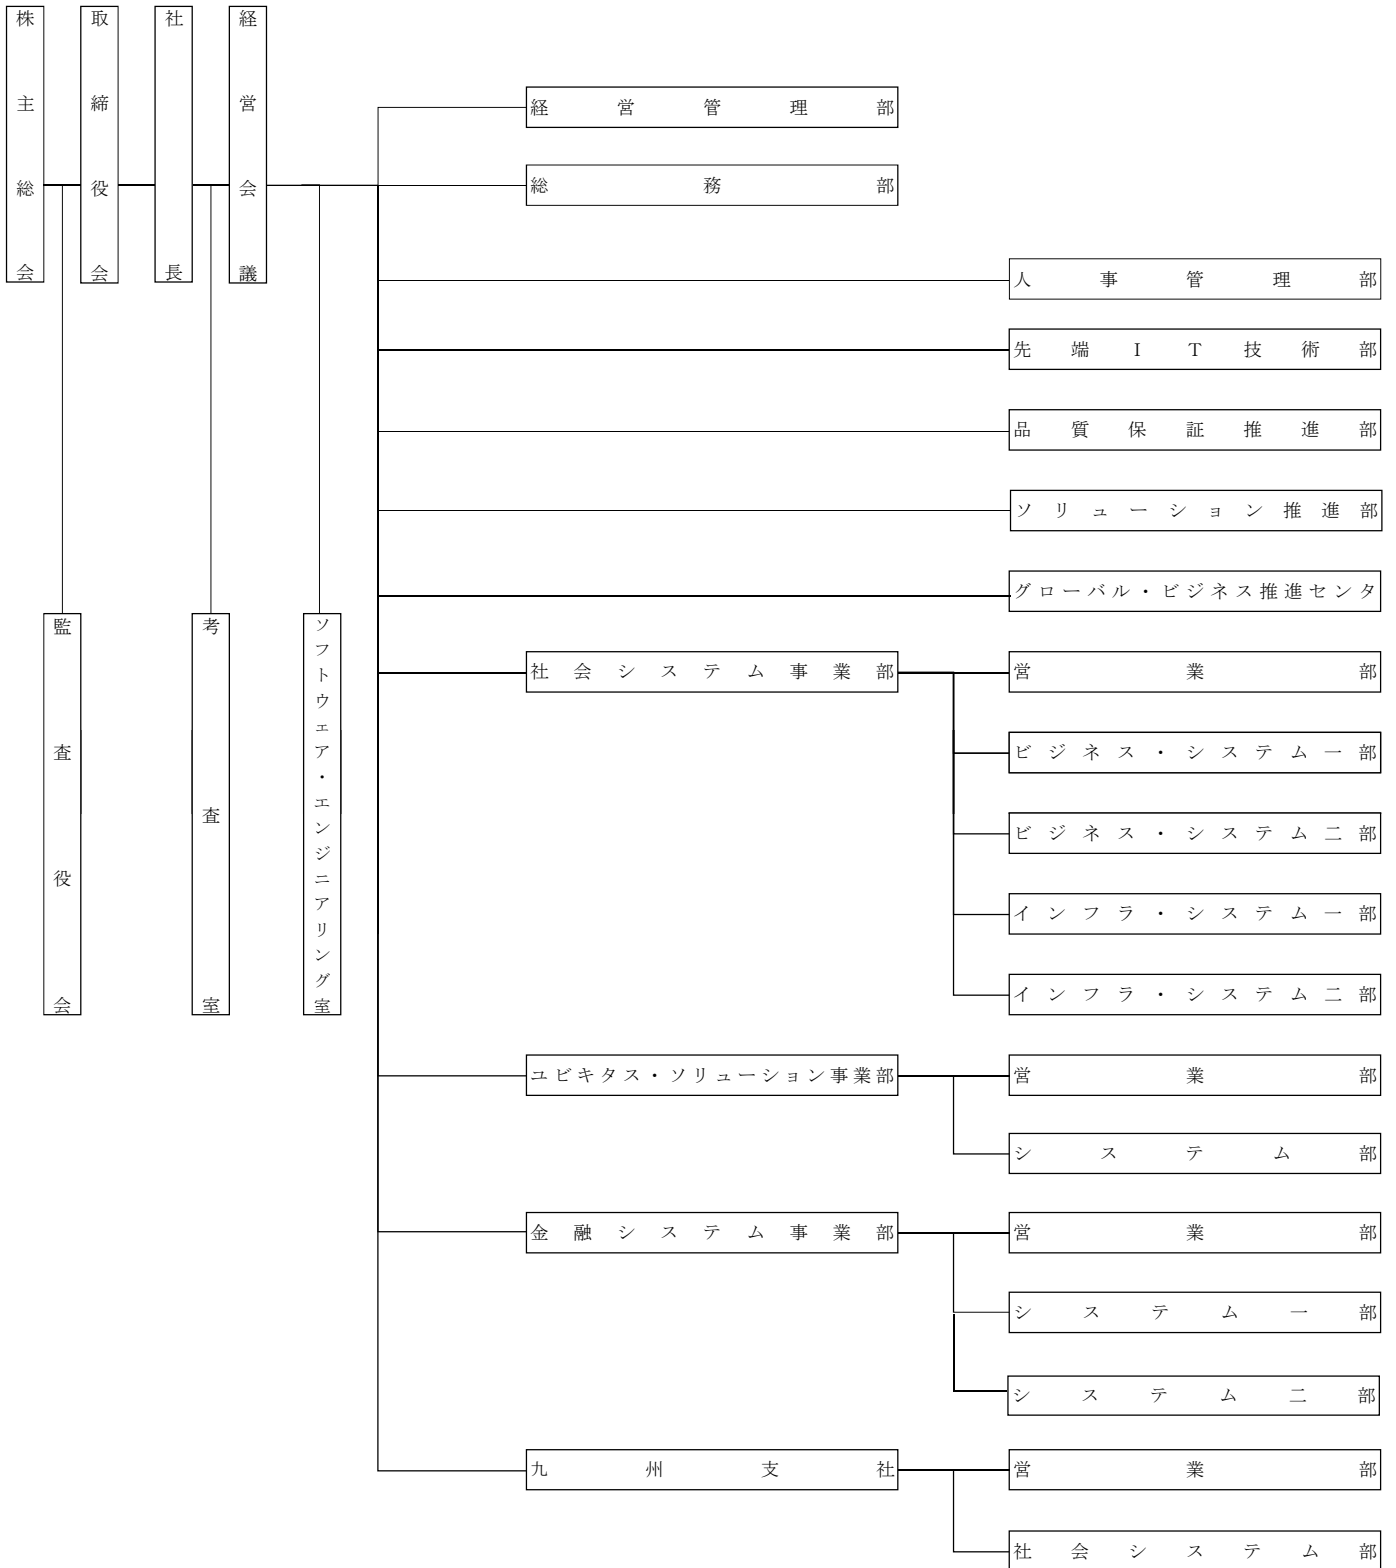 株主総会
取締役会
社長
経営会議
経営管理部
総務部
人事管理部
先端IT技術部
品質保証推進部
ソリューション推進部
グローバル・ビジネス推進センタ
監査役会
考査室
ソフトウェア・エンジニアリング室
社会システム事業部
営業部
ビジネス・システム一部
ビジネス・システム二部
インフラ・システム一部
インフラ・システム二部
ユビキタス・ソリューション事業部
営業部
システム部
金融システム事業部
営業部
システム一部
システム二部
九州支社
営業部
社会システム部